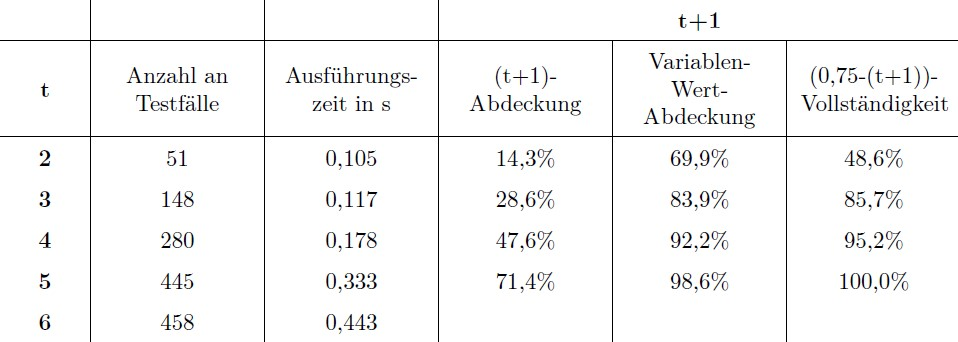 t+1
t Anzahl an Testfälle Ausführungs-zeit in s (t+1)-Abdeckung Variablen-Wert-Abdeckung (0,75-(t+1))-Vollständigkeit
2 51 0,105 14,3% 69,9% 48,6%
3 148 0,117 28,6% 83,9% 85,7%
4 280 0,178 47,6% 92,2% 95,2%
5 445 0,333 71,4% 98,6% 100,0%
6 458 0,443